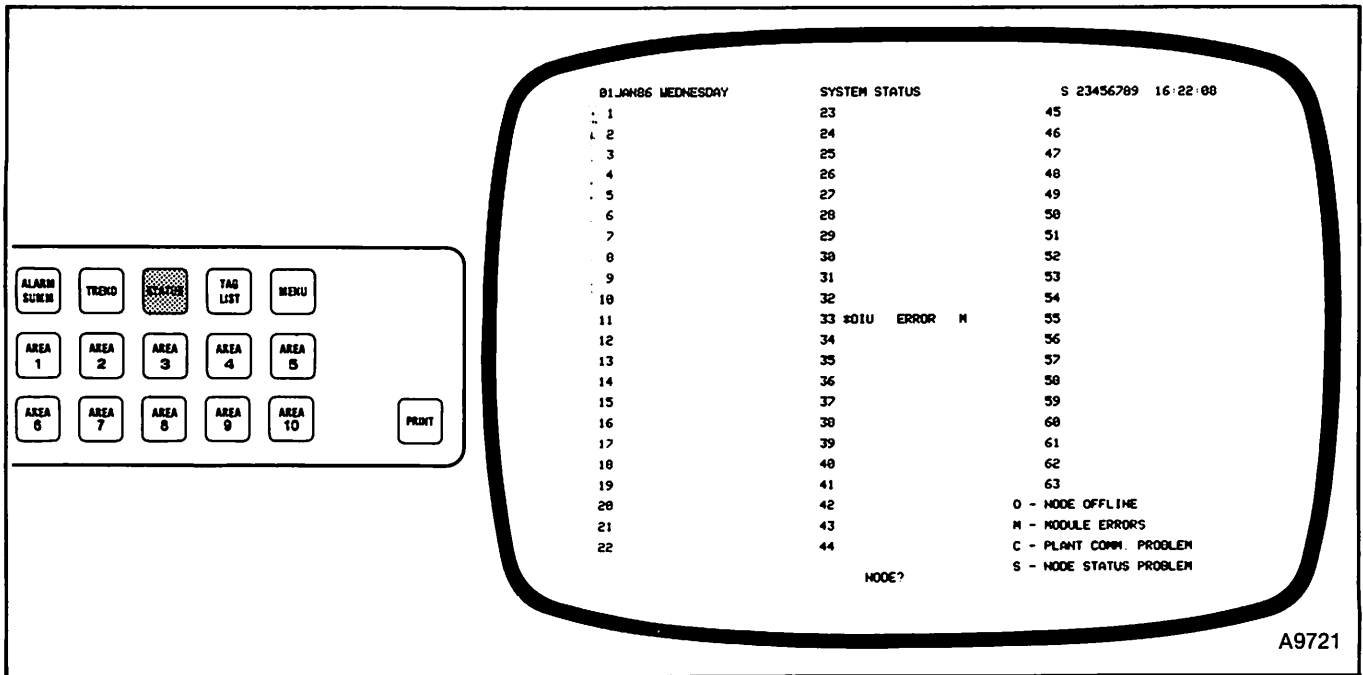 01JAN86 WEDNESDAY SYSTEM STATUS S 23456789 16:22:08
1 23 45
2 24 46
3 25 47
4 26 48
5 27 49
6 28 50
7 29 51
8 30 52
9 31 53
10 32 54
11 33 *OIU ERROR M 55
12 34 56
13 35 57
14 36 58
15 37 59
16 38 60
17 39 61
18 40 62
19 41 63
20 42 O - NODE OFFLINE
21 43 M - MODULE ERRORS
22 44 C - PLANT COMM. PROBLEM
S - NODE STATUS PROBLEM
NODE?
ALARM SUMM TREND STATUS TAG LIST MENU
AREA 1 AREA 2 AREA 3 AREA 4 AREA 5
AREA 6 AREA 7 AREA 8 AREA 9 AREA 10 PRINT
A9721